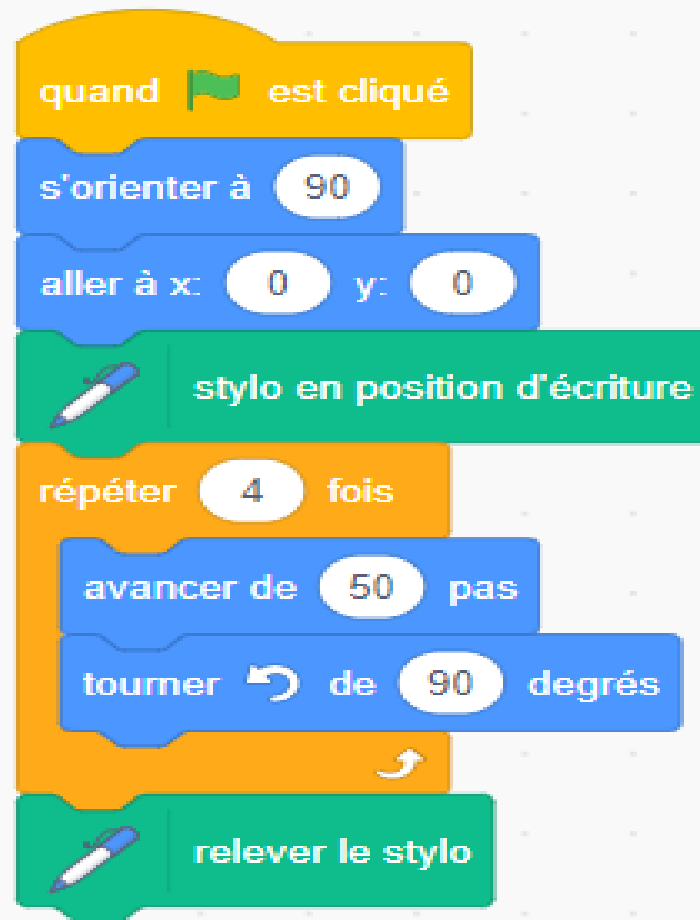 quand est cliqué
s'orienter à 90
aller à x: 0 y: 0
stylo en position d'écriture
répéter 4 fois
avancer de 50 pas
tourner de 90 degrés
relever le stylo